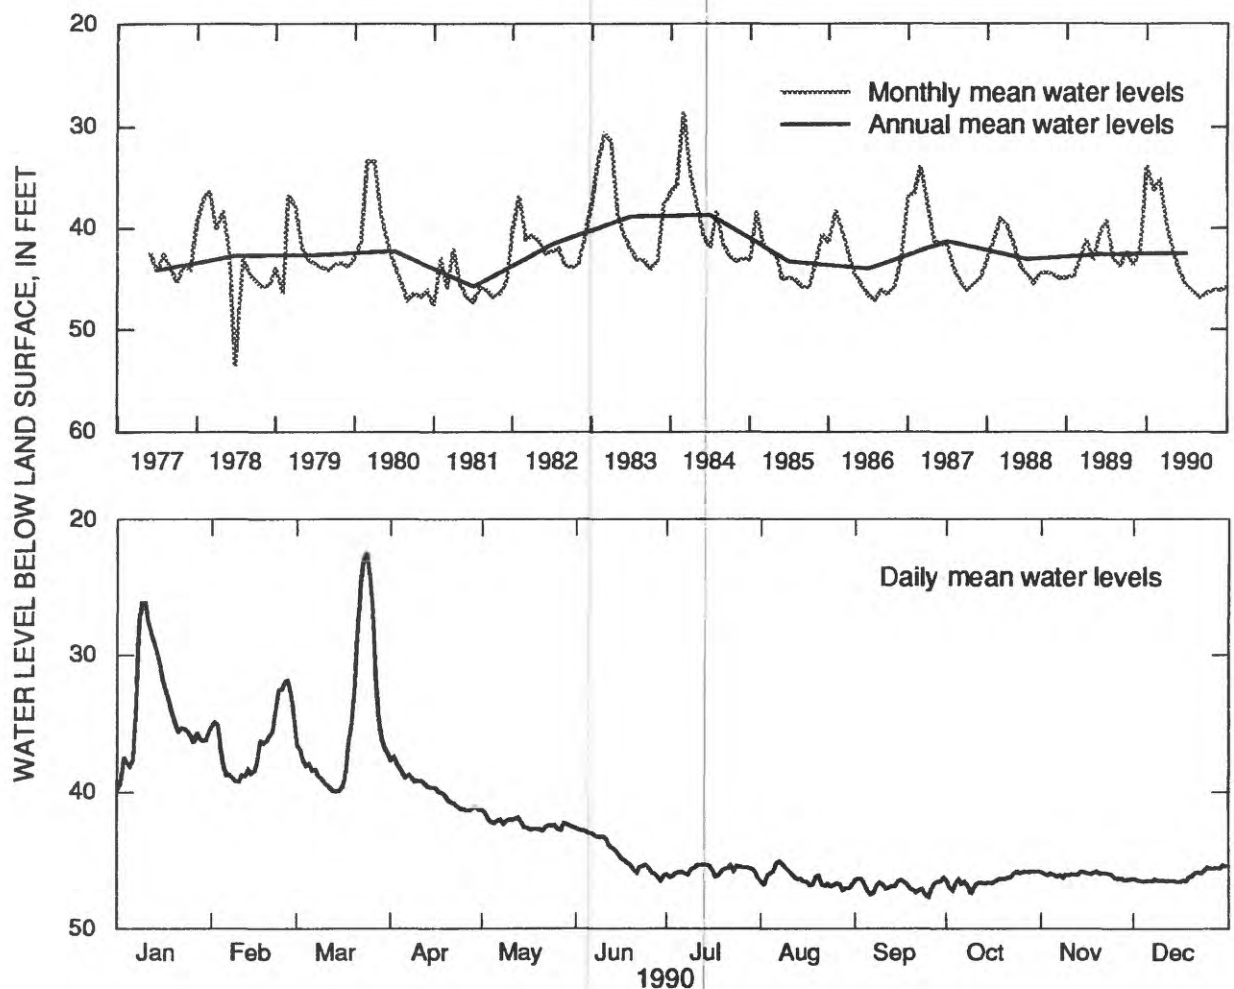 WATER LEVEL BELOW LAND SURFACE, IN FEET
20
30
40
50
60
Monthly mean water levels
Annual mean water levels
1977 1978 1979 1980 1981 1982 1983 1984 1985 1986 1987 1988 1989 1990
20
30
40
50
Daily mean water levels
Jan Feb Mar Apr May Jun Jul Aug Sep Oct Nov Dec
1990